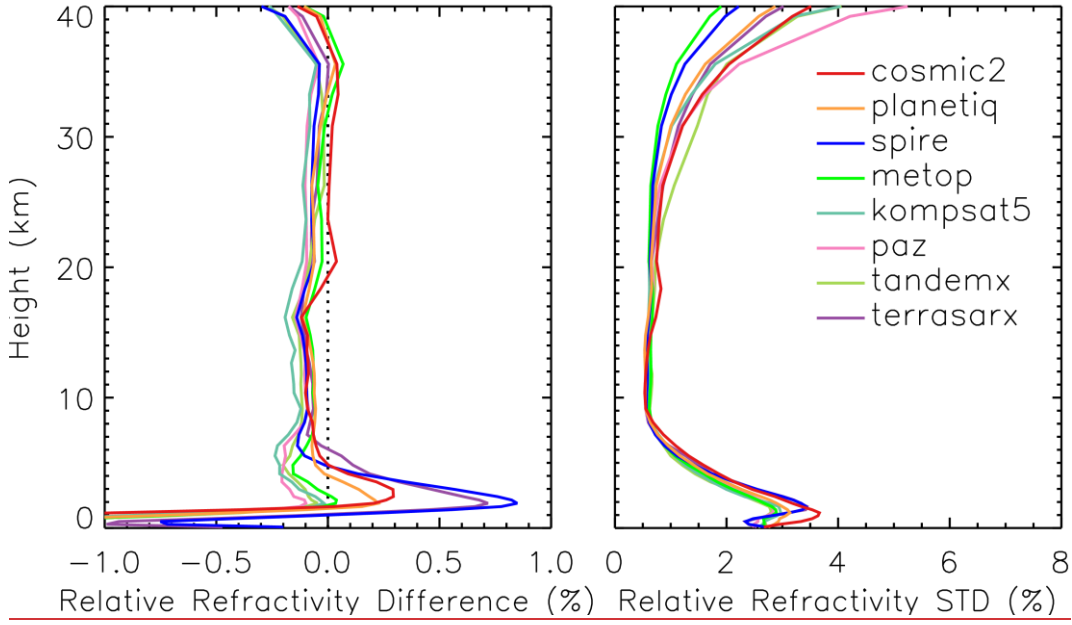 40
30
20
10
0
Height (km)
-1.0 -0.5 0.0 0.5 1.0
Relative Refractivity Difference (%)
cosmic2
planetiq
spire
metop
kompsat5
paz
tandemx
terrasarx
0 2 4 6 8
Relative Refractivity STD (%)